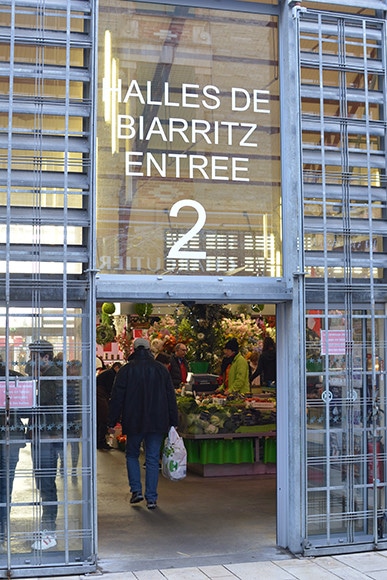 HALLES DE
BIARRITZ
ENTREE
2